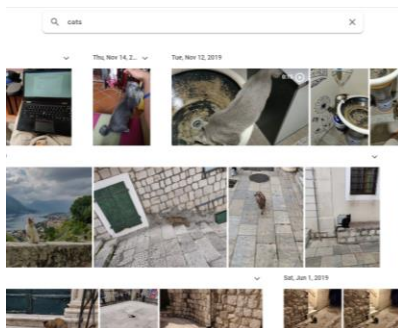 cats
Thu, Nov 14, 2...
Tue, Nov 12, 2019
Sat, Jun 1, 2019